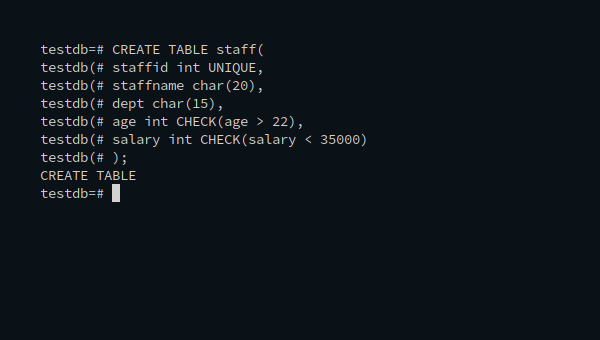 testdb=# CREATE TABLE staff(
testdb(# staffid int UNIQUE,
testdb(# staffname char(20),
testdb(# dept char(15),
testdb(# age int CHECK(age > 22),
testdb(# salary int CHECK(salary < 35000)
testdb(# );
CREATE TABLE
testdb=#